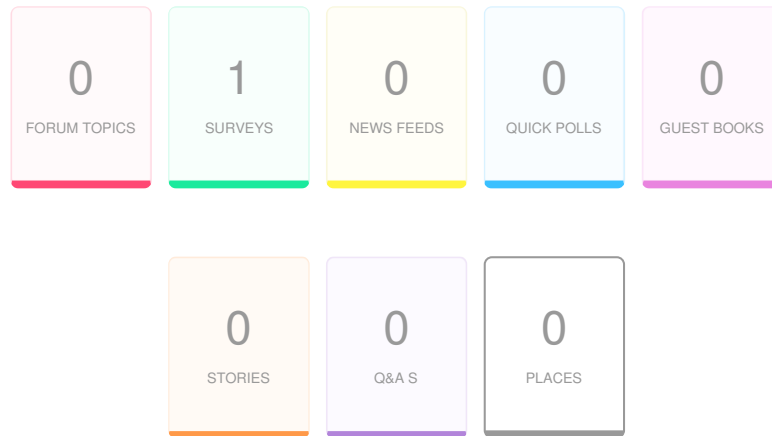 0 1 0 0 0
FORUM TOPICS SURVEYS NEWS FEEDS QUICK POLLS GUEST BOOKS
0 0 0
STORIES Q&A S PLACES